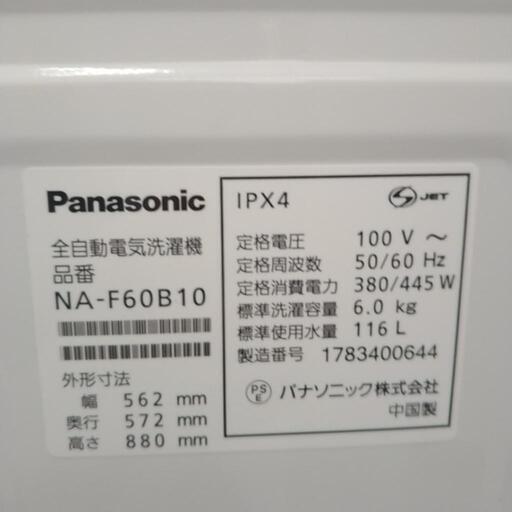 Panasonic
全自動電気洗濯機
品番
NA-F60B10
外形寸法
幅 562 mm
奥行 572 mm
高さ 880 mm
IPX4
S JET
定格電圧 100 V ～
定格周波数 50/60 Hz
定格消費電力 380/445 W
標準洗濯容量 6.0 kg
標準使用水量 116 L
製造番号 1783400644
PS E パナソニック株式会社
中国製